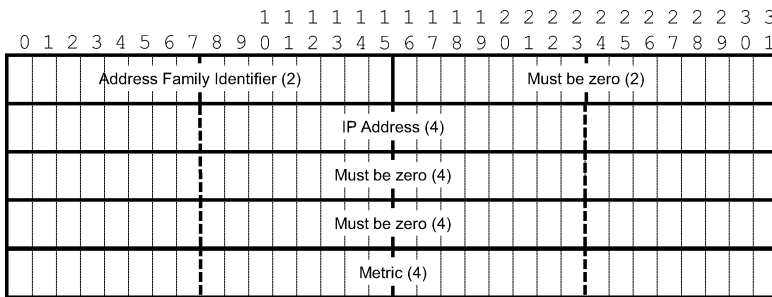 1 1 1 1 1 1 1 1 1 1 2 2 2 2 2 2 2 2 2 2 3 3
0 1 2 3 4 5 6 7 8 9 0 1 2 3 4 5 6 7 8 9 0 1 2 3 4 5 6 7 8 9 0 1
Address Family Identifier (2) Must be zero (2)
IP Address (4)
Must be zero (4)
Must be zero (4)
Metric (4)